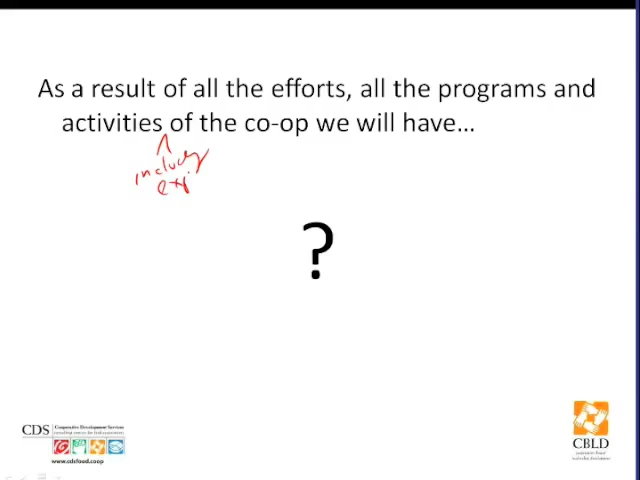 As a result of all the efforts, all the programs and
activities of the co-op we will have…
exp.
?
CDS Cooperative Development Services
www.cdsfood.coop
CBLD